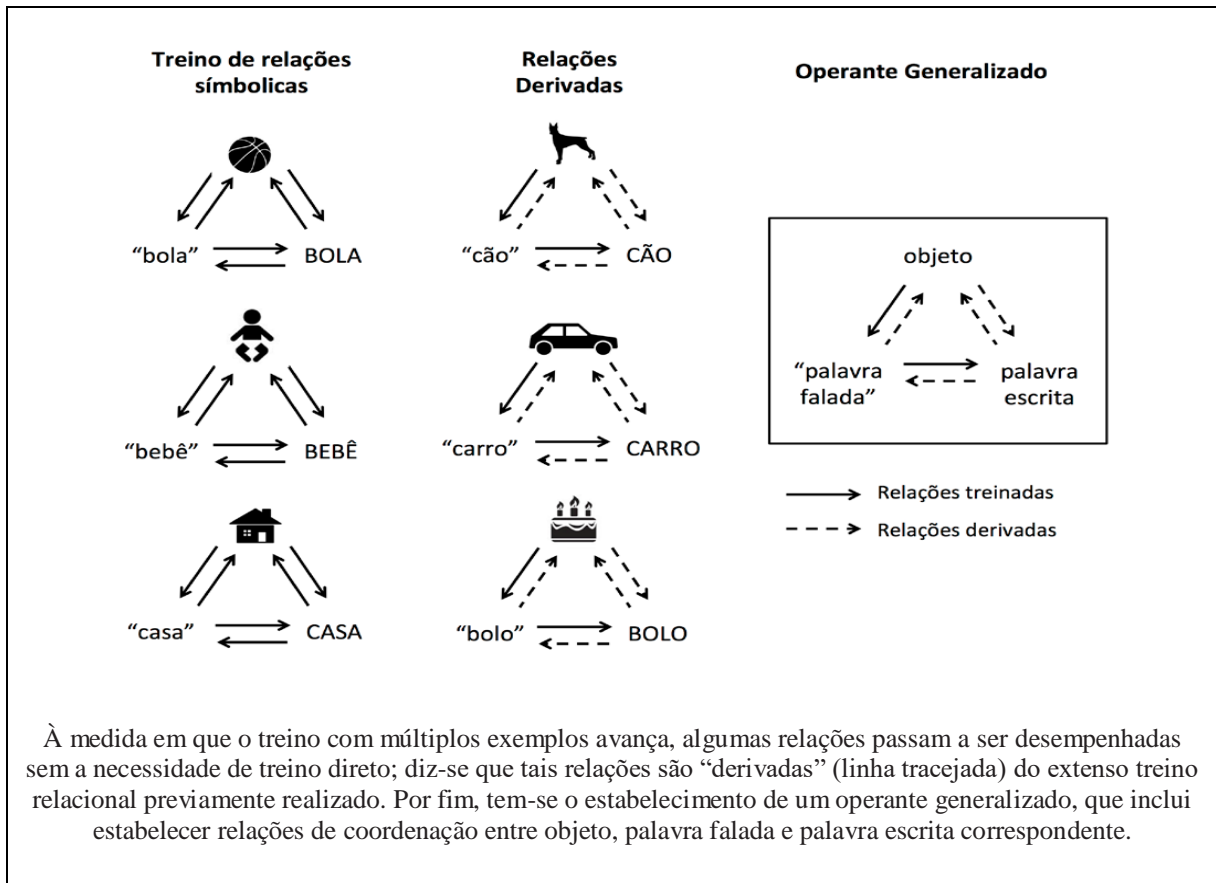 Treino de relações
símbolicas
Relações
Derivadas
Operante Generalizado
“bola”
BOLA
“cão”
CÃO
objeto
“palavra
falada”
palavra
escrita
“bebê”
BEBÊ
“carro”
CARRO
Relações treinadas
Relações derivadas
“casa”
CASA
“bolo”
BOLO
À medida em que o treino com múltiplos exemplos avança, algumas relações passam a ser desempenhadas
sem a necessidade de treino direto; diz-se que tais relações são “derivadas” (linha tracejada) do extenso treino
relacional previamente realizado. Por fim, tem-se o estabelecimento de um operante generalizado, que inclui
estabelecer relações de coordenação entre objeto, palavra falada e palavra escrita correspondente.